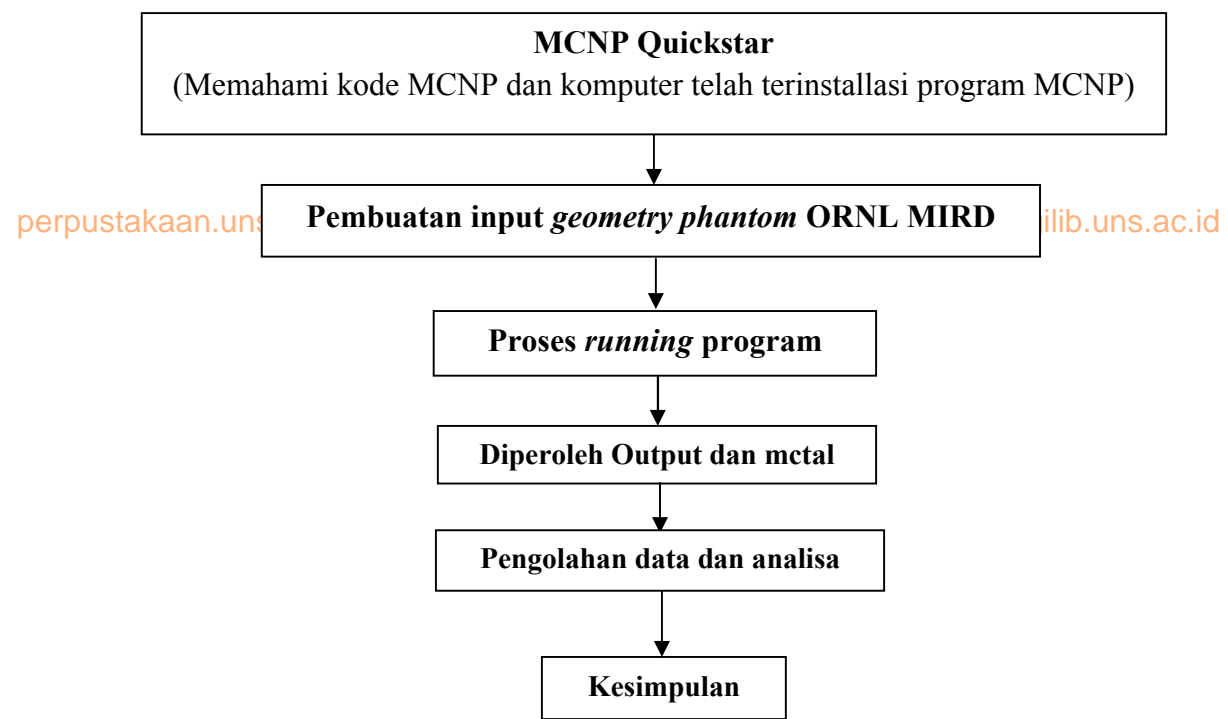 MCNP Quickstar
(Memahami kode MCNP dan komputer telah terinstallasi program MCNP)
perpustakaan.uns
Pembuatan input geometry phantom ORNL MIRD
ilib.uns.ac.id
Proses running program
Diperoleh Output dan mctal
Pengolahan data dan analisa
Kesimpulan